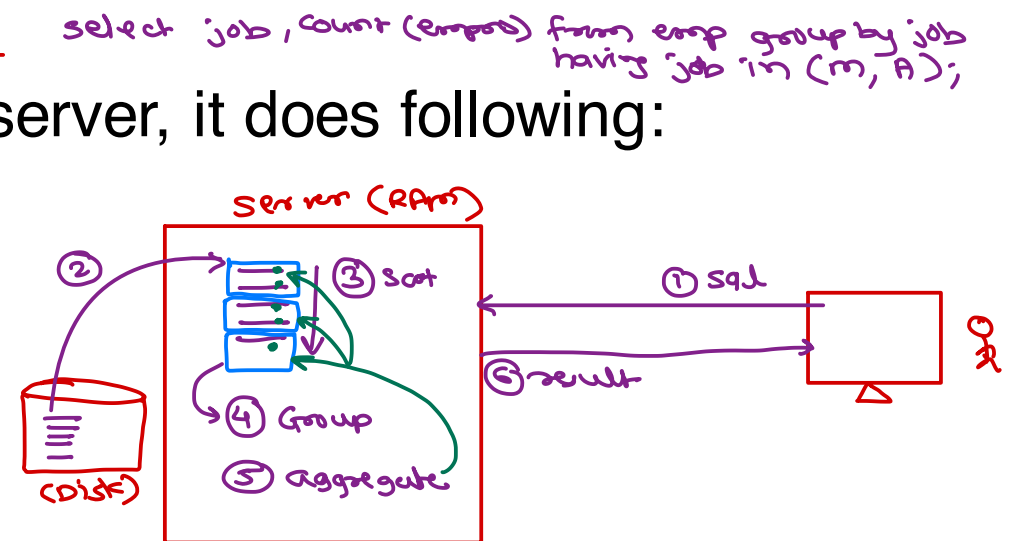 select job, count (empno) from emp group by job
having job in (m, A);
server, it does following:
server (RAM)
② ③ Sort ① sql
⑥ result
④ Group
⑤ aggregate
(Disk)